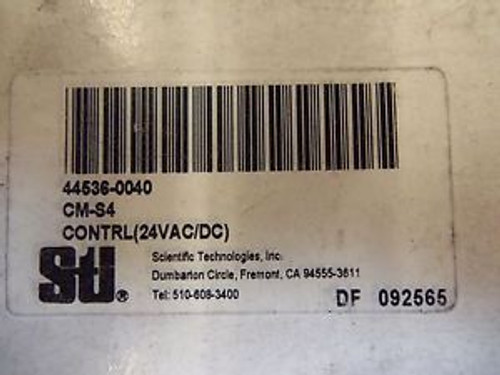 44536-0040
CM-S4
CONTRL(24VAC/DC)
Sti®
Scientific Technologies, Inc.
Dumbarton Circle, Fremont, CA 94555-3611
Tel: 510-608-3400
DF 092565